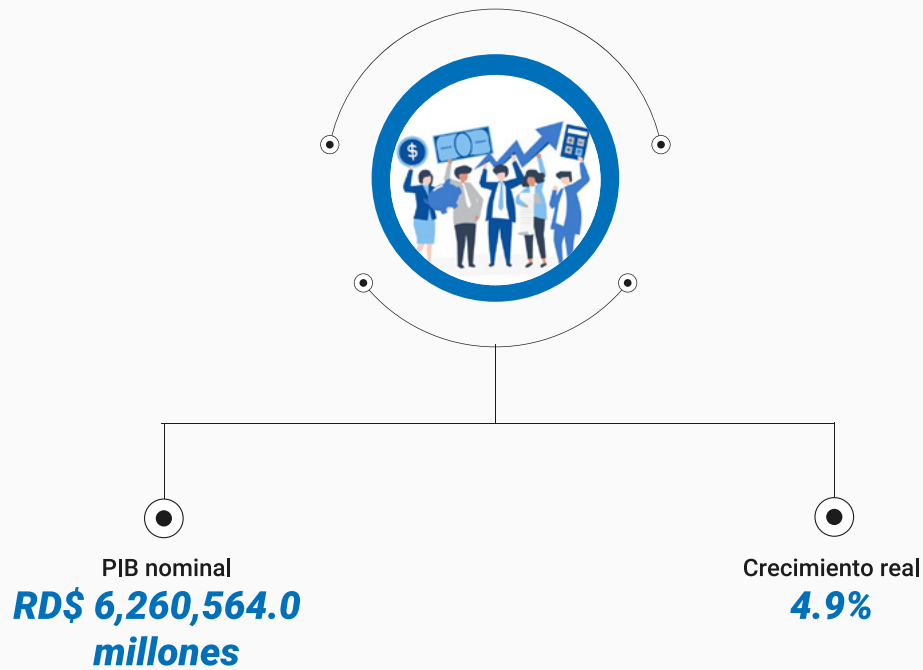 $
PIB nominal
RD$ 6,260,564.0
millones
Crecimiento real
4.9%